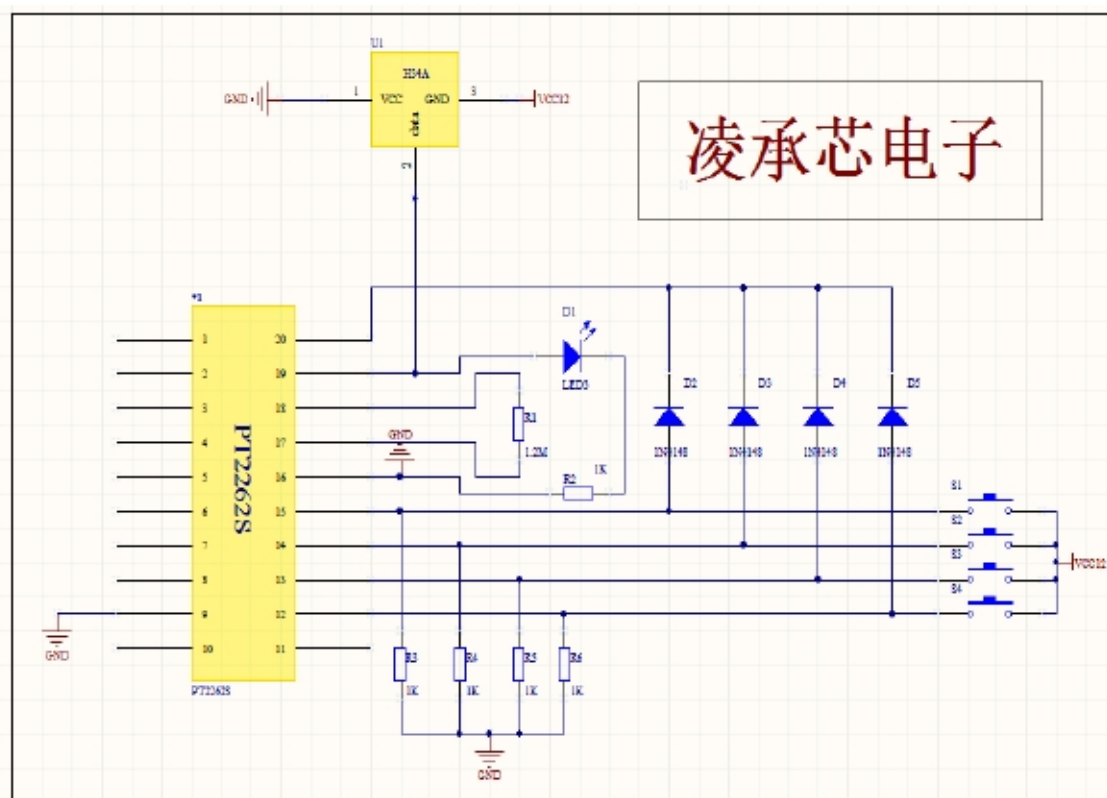 U1
H34A
GND
1
VCC
GND
3
VCC12
data
2
凌承芯电子
1
20
2
19
3
18
4
17
5
16
6
15
7
14
8
13
9
12
10
11
PT2262S
PT2262S
GND
D1
LED3
R1
1.2M
GND
R2
1K
D2
D3
D4
D5
1N4148
1N4148
1N4148
1N4148
S1
S2
S3
S4
VCC12
R3
R4
R5
R6
1K
1K
1K
1K
GND